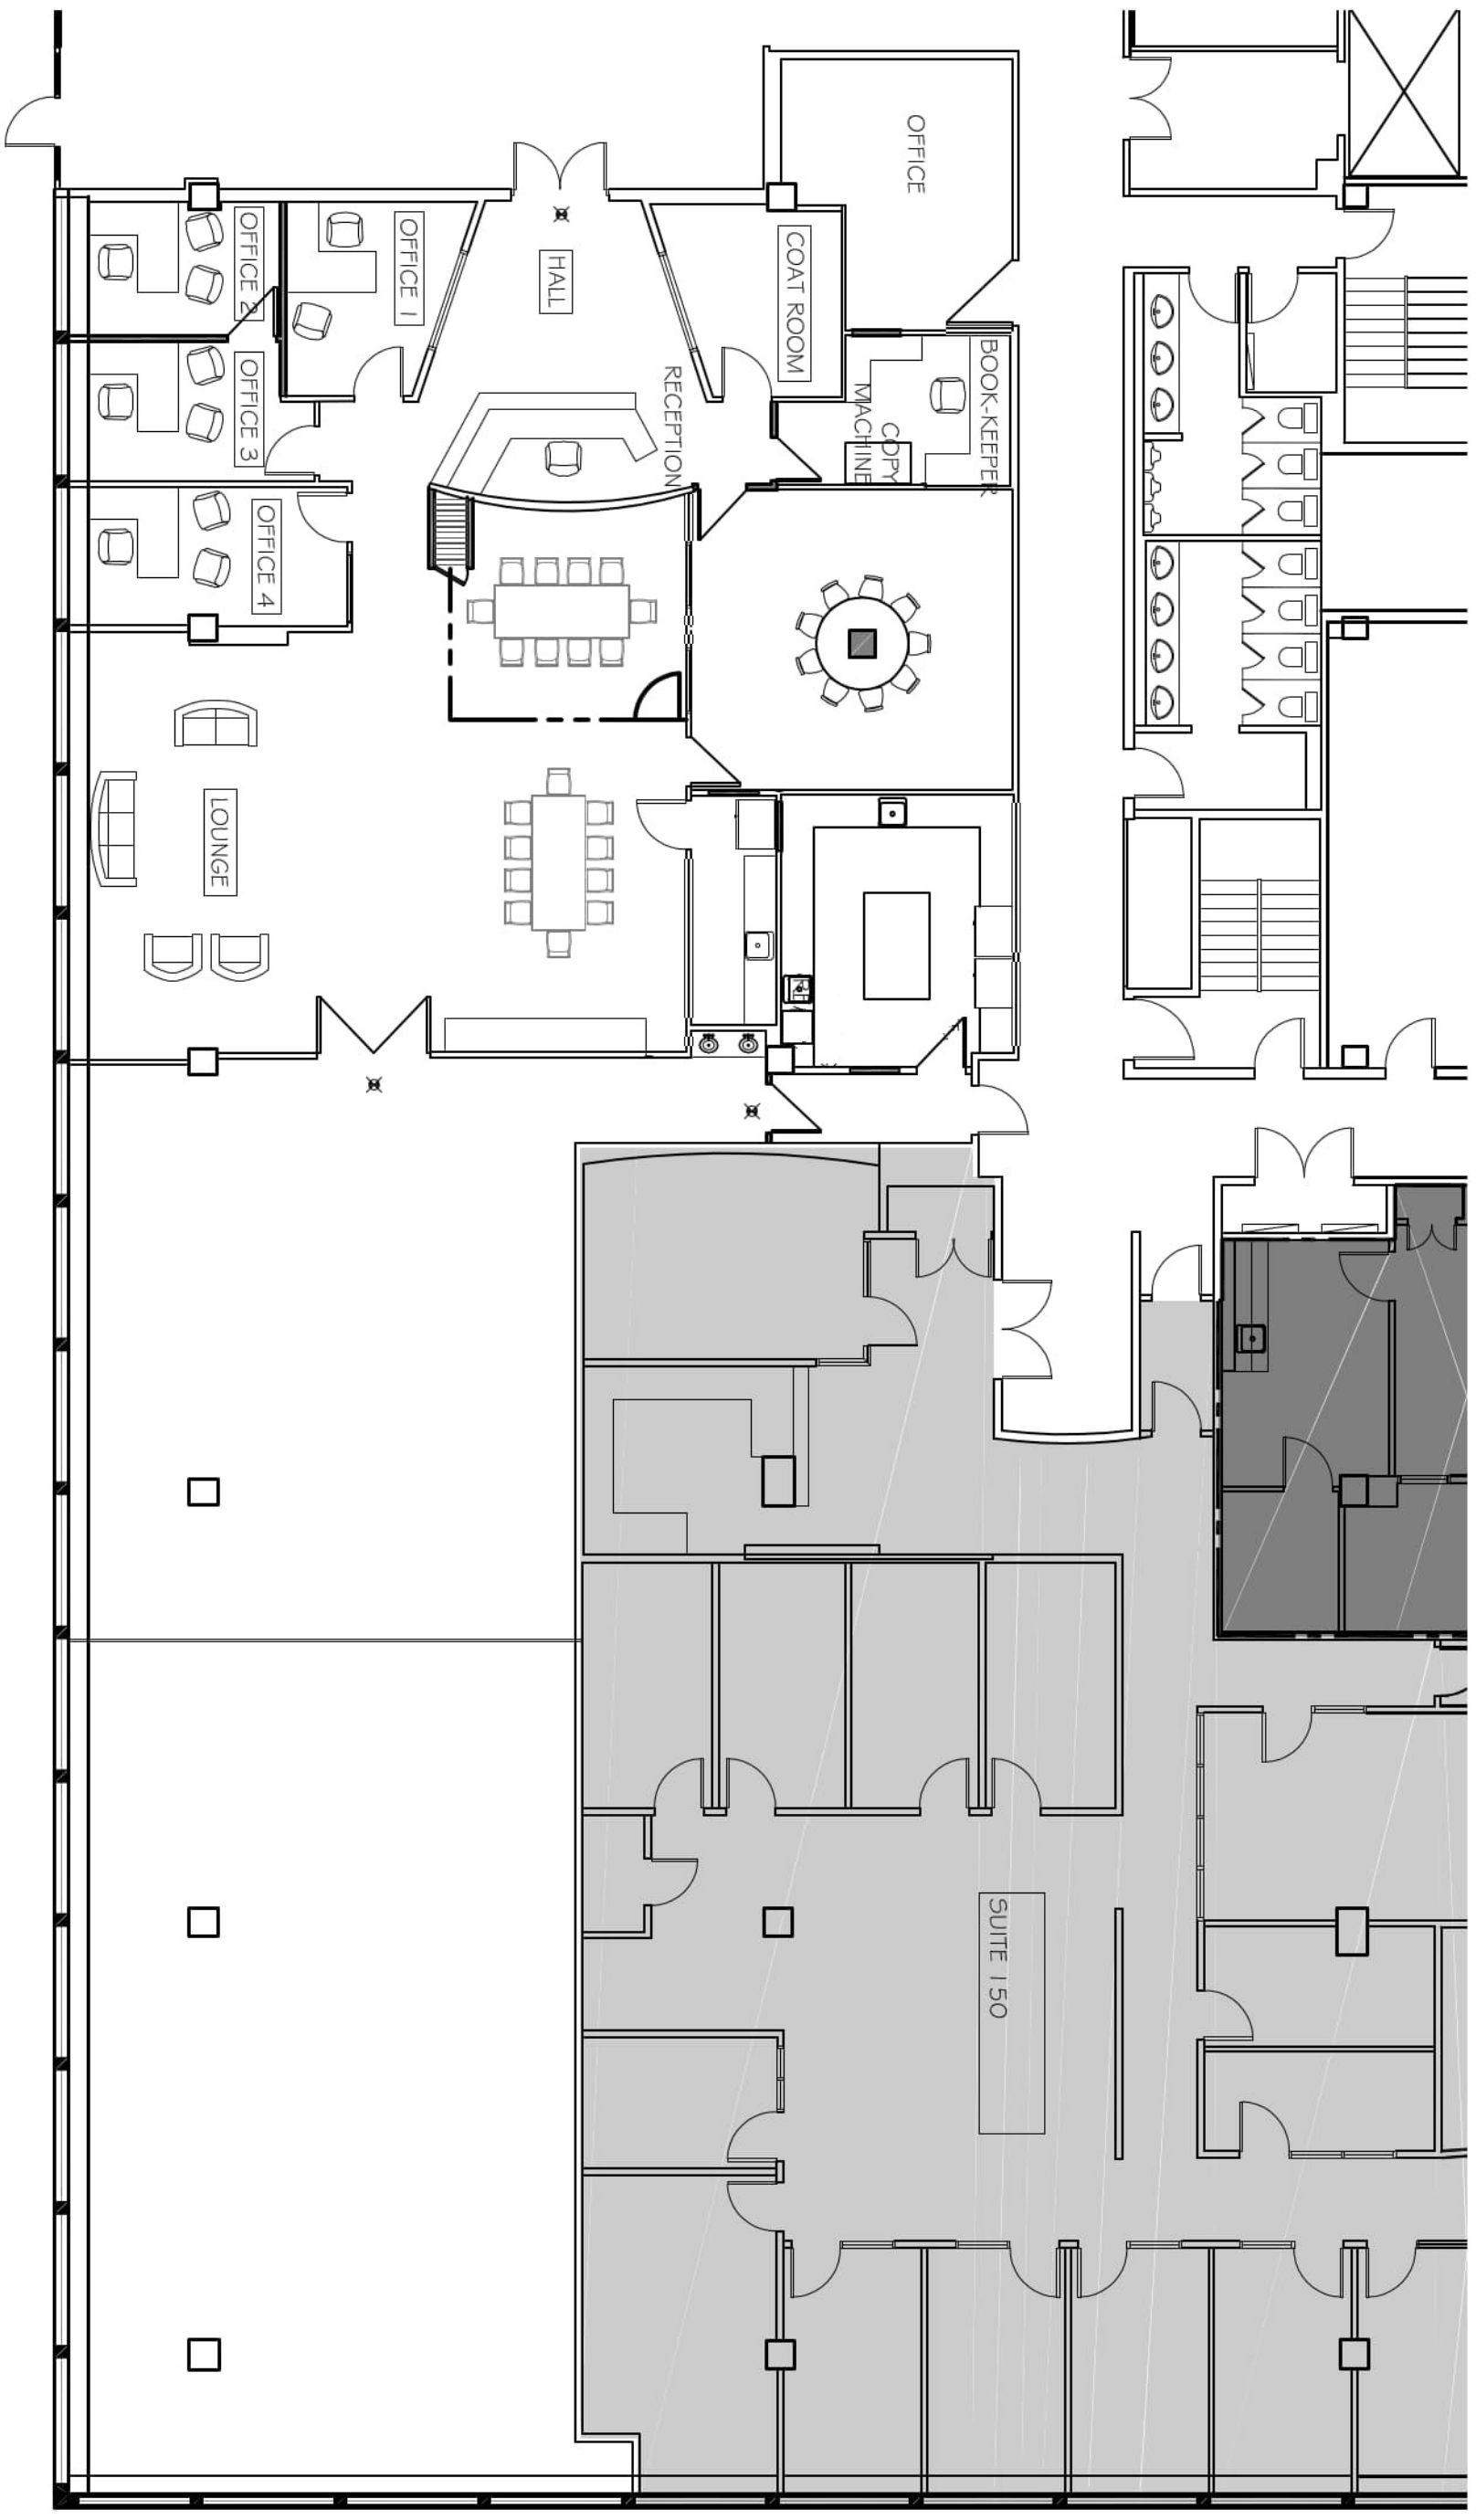 OFFICE
OFFICE 2
OFFICE 1
HALL
COAT ROOM
RECEPTION
BOOK-KEEPER
COPY
MACHINE
OFFICE 3
OFFICE 4
LOUNGE
SUITE 150